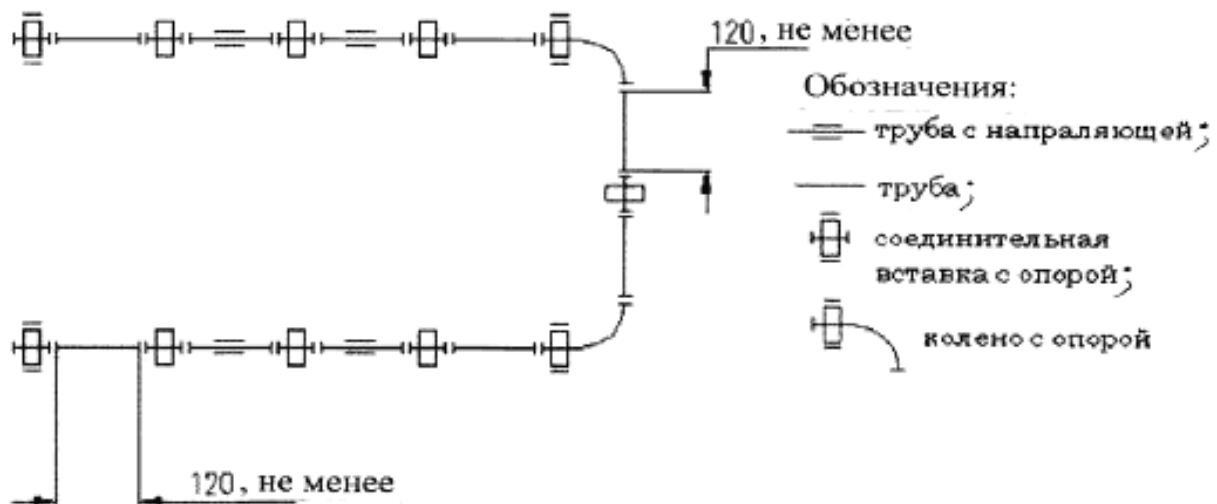 120, не менее
Обозначения:
труба с напраляющей;
труба;
соединительная
вставка с опорой;
колено с опорой
120, не менее